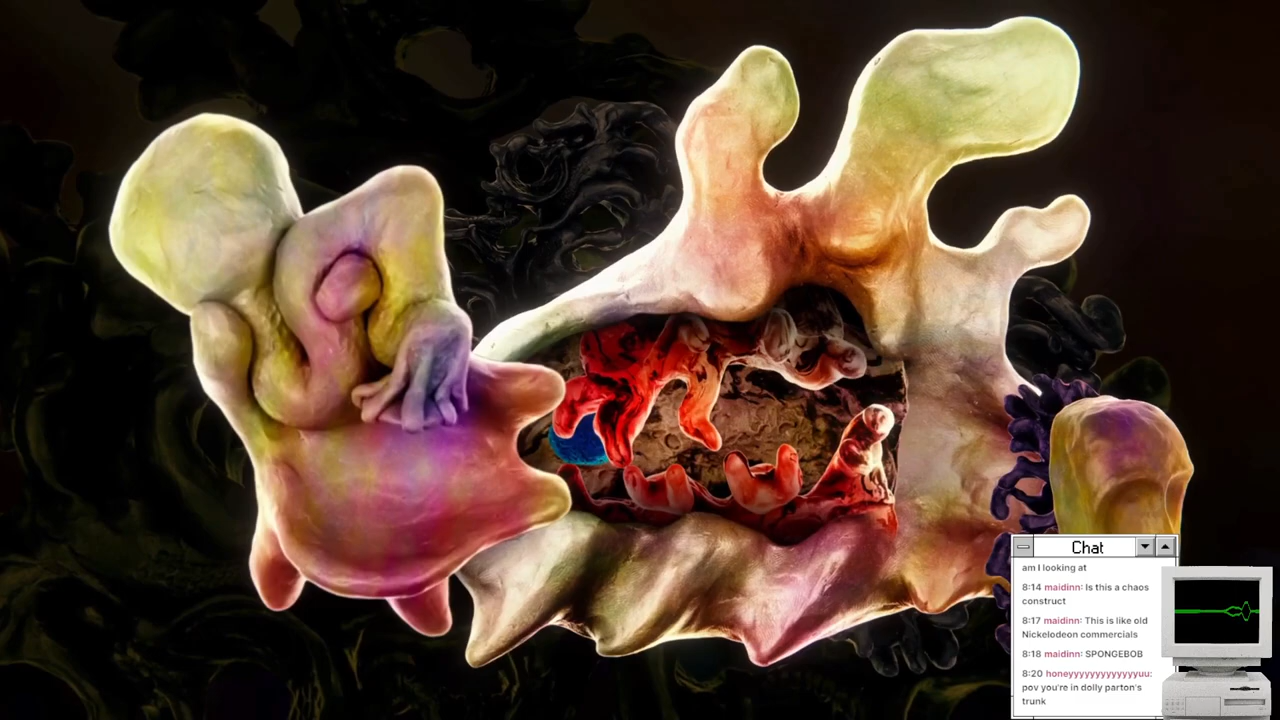 Chat
am I looking at
8:14 maidinn: Is this a chaos
construct
8:17 maidinn: This is like old
Nickelodeon commercials
8:18 maidinn: SPONGEBOB
8:20 honeyyyyyyyyyyyyyuu:
pov you're in dolly parton's
trunk